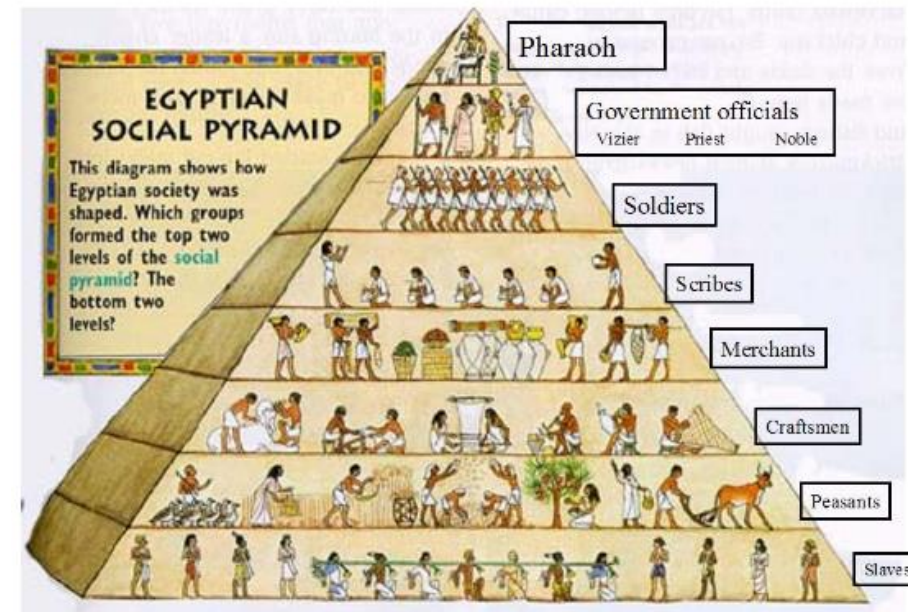 EGYPTIAN
SOCIAL PYRAMID
This diagram shows how
Egyptian society was
shaped. Which groups
formed the top two
levels of the social
pyramid? The
bottom two
levels?
Pharaoh
Government officials
Vizier Priest Noble
Soldiers
Scribes
Merchants
Craftsmen
Peasants
Slaves